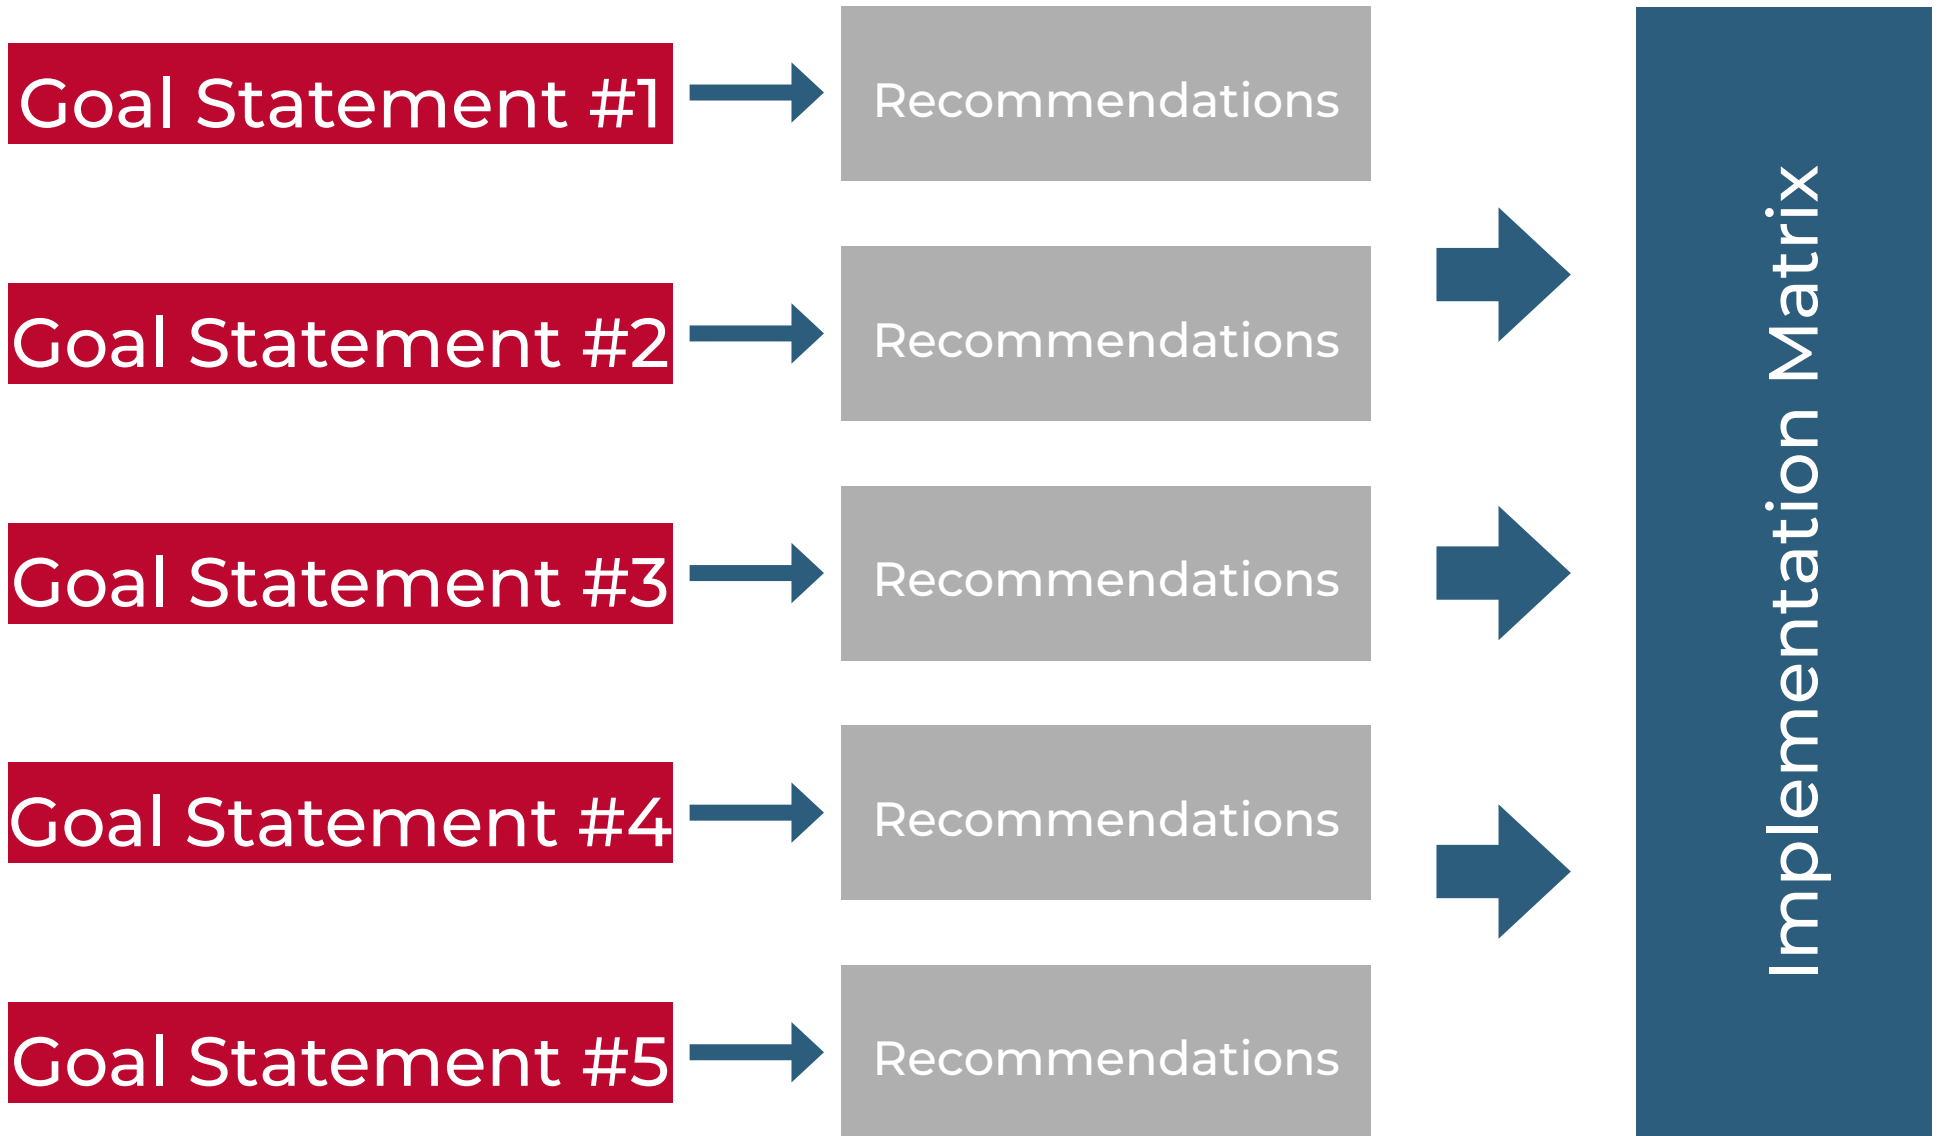 Goal Statement #1
Recommendations
Goal Statement #2
Recommendations
Goal Statement #3
Recommendations
Goal Statement #4
Recommendations
Goal Statement #5
Recommendations
Implementation Matrix